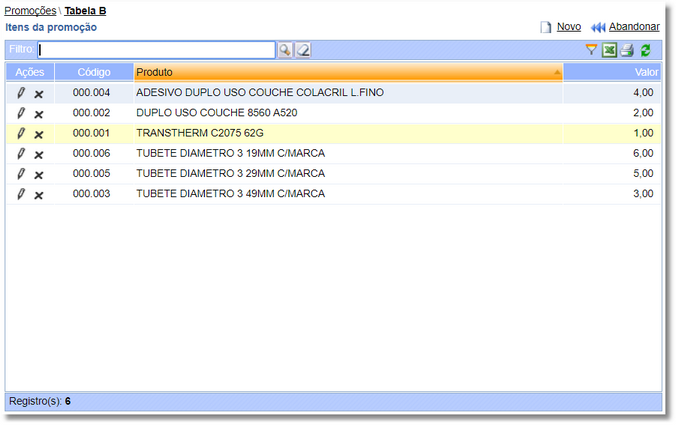 Promoções \ Tabela B
Itens da promoção Novo Abandonar
Filtro:
Ações Código Produto Valor
000.004 ADESIVO DUPLO USO COUCHE COLACRIL L.FINO 4,00
000.002 DUPLO USO COUCHE 8560 A520 2,00
000.001 TRANSTHERM C2075 62G 1,00
000.006 TUBETE DIAMETRO 3 19MM C/MARCA 6,00
000.005 TUBETE DIAMETRO 3 29MM C/MARCA 5,00
000.003 TUBETE DIAMETRO 3 49MM C/MARCA 3,00
Registro(s): 6